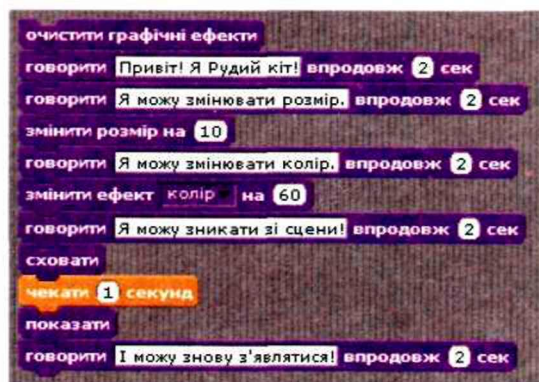 очистити графічні ефекти
говорити Привіт! Я Рудий кіт! впродовж 2 сек
говорити Я можу змінювати розмір. впродовж 2 сек
змінити розмір на 10
говорити Я можу змінювати колір. впродовж 2 сек
змінити ефект колір на 60
говорити Я можу зникати зі сцени! впродовж 2 сек
сховати
чекати 1 секунд
показати
говорити І можу знову з'являтися! впродовж 2 сек